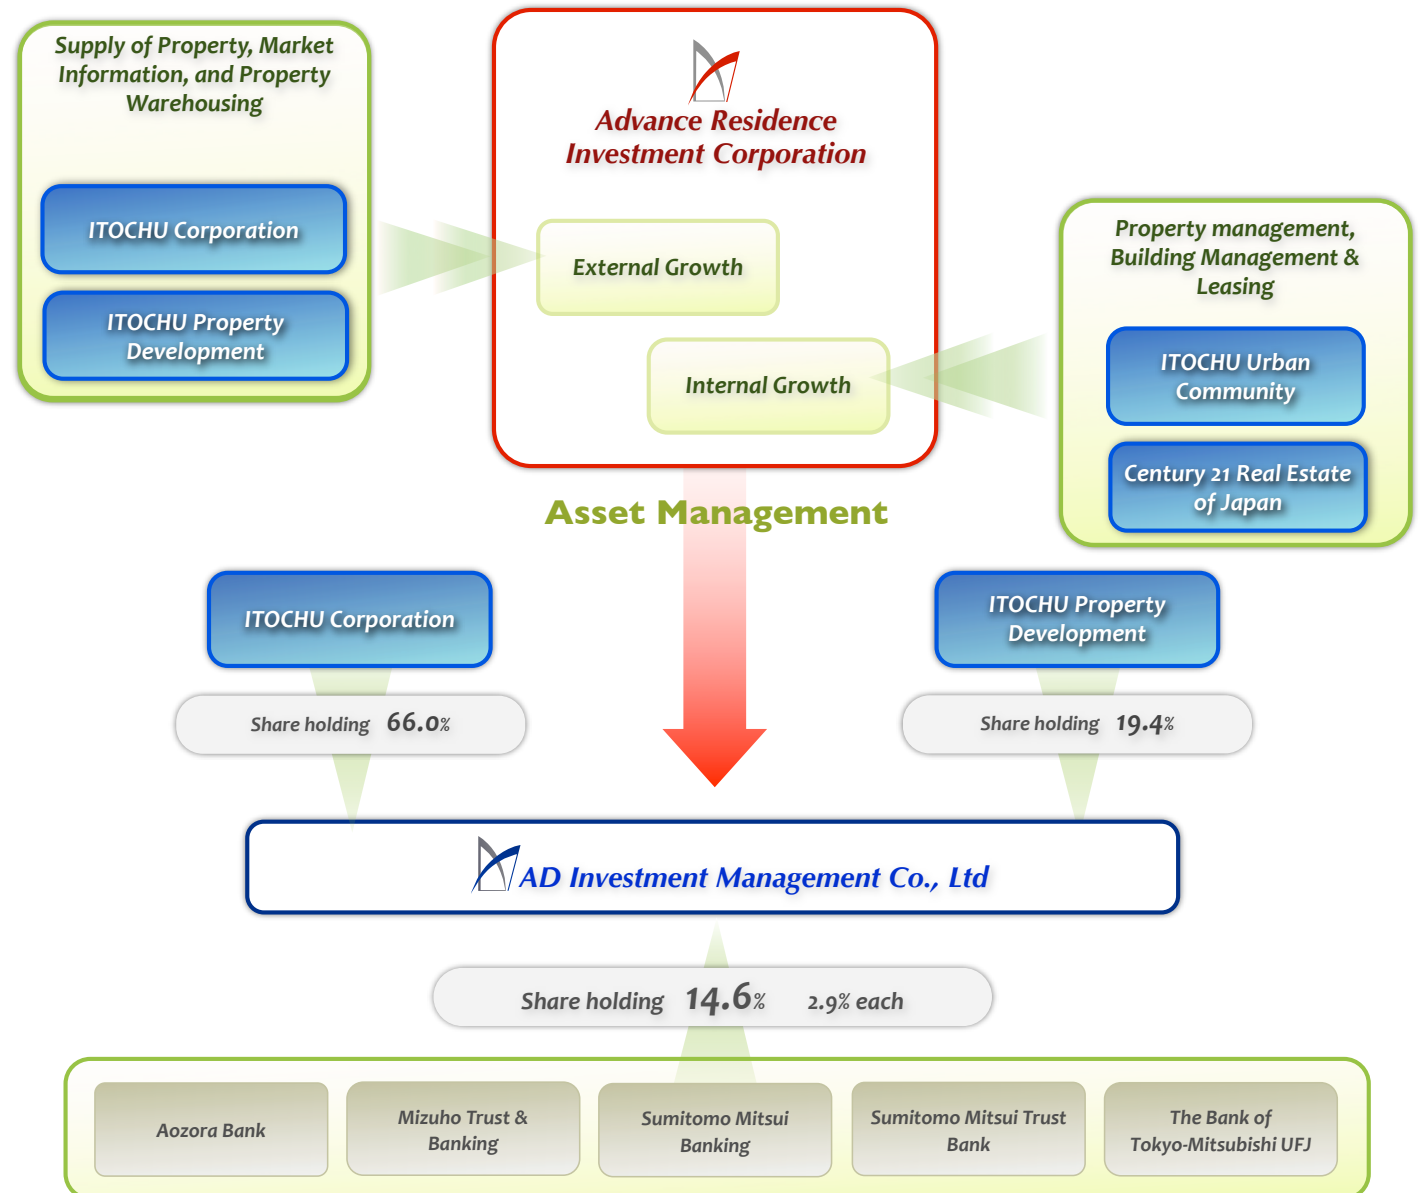 Supply of Property, Market
Information, and Property
Warehousing
ITOCHU Corporation
ITOCHU Property
Development
Advance Residence
Investment Corporation
External Growth
Internal Growth
Property management,
Building Management &
Leasing
ITOCHU Urban
Community
Century 21 Real Estate
of Japan
Asset Management
ITOCHU Corporation
Share holding 66.0%
ITOCHU Property
Development
Share holding 19.4%
AD Investment Management Co., Ltd
Share holding 14.6% 2.9% each
Aozora Bank
Mizuho Trust &
Banking
Sumitomo Mitsui
Banking
Sumitomo Mitsui Trust
Bank
The Bank of
Tokyo-Mitsubishi UFJ